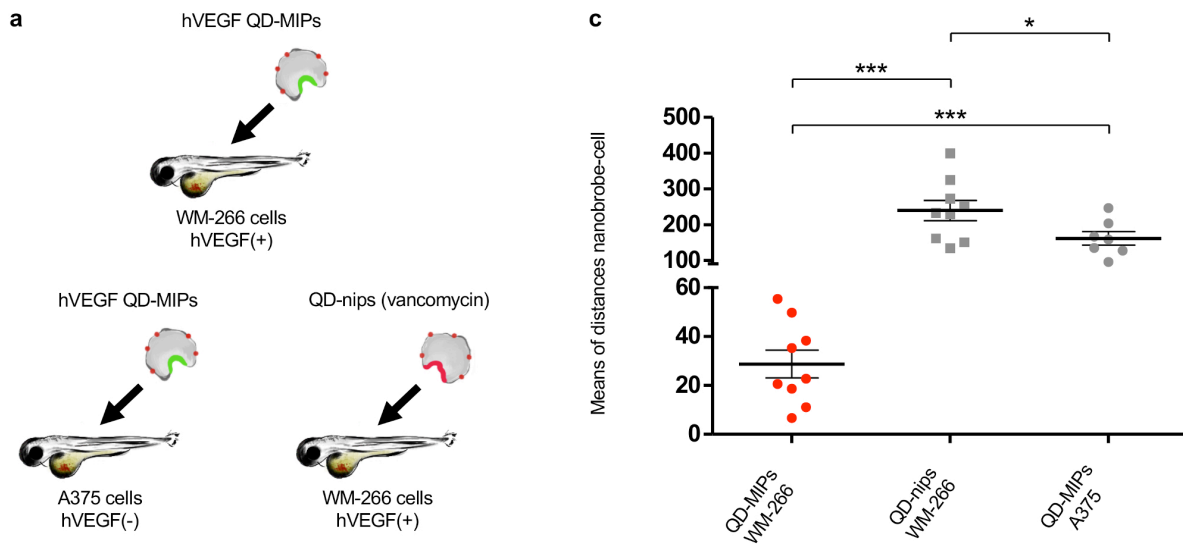 a
hVEGF QD-MIPs
WM-266 cells
hVEGF(+)
hVEGF QD-MIPs
A375 cells
hVEGF(-)
QD-nips (vancomycin)
WM-266 cells
hVEGF(+)
c
*
***
***
Means of distances nanobrobe-cell
500
400
300
200
100
60
40
20
0
QD-MIPs
WM-266
QD-nips
WM-266
QD-MIPs
A375